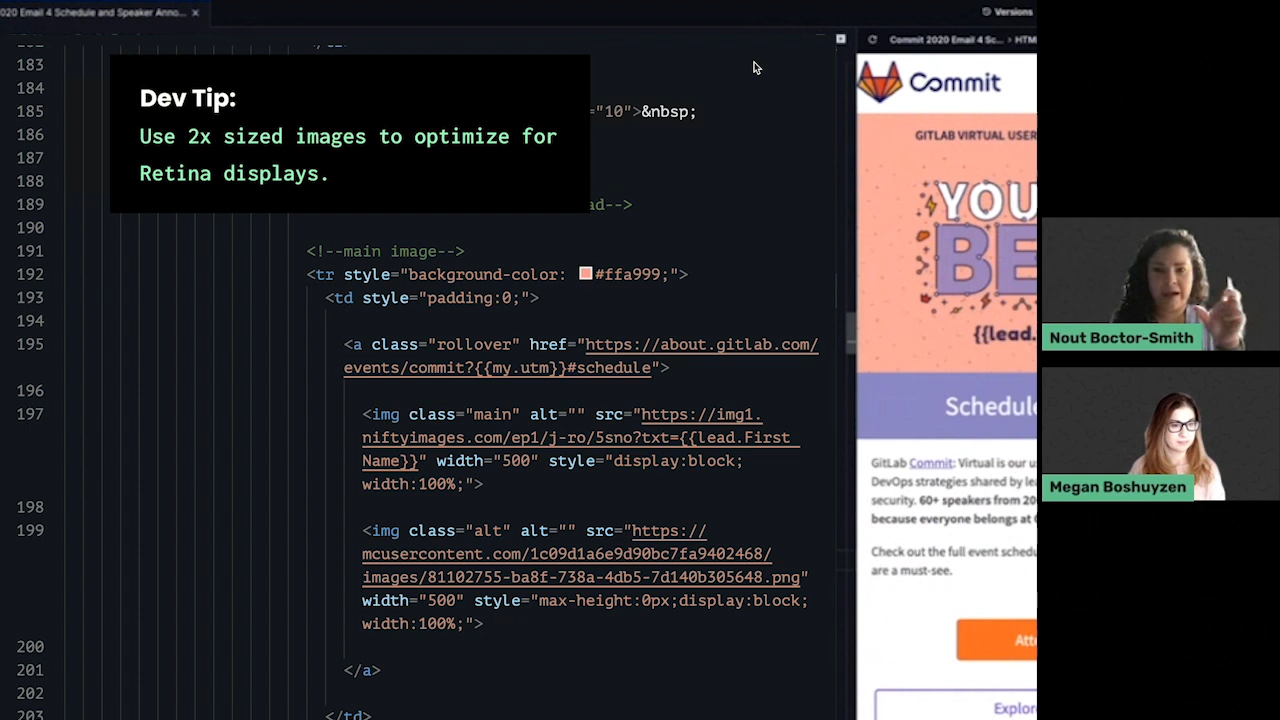 020 Email 4 Schedule and Speaker Anno... ×
Versions
Commit 2020 Email 4 Sc... › HTM
183
184
185 ="10">&nbsp;
186
187
188
189 ad-->
190
191 <!--main image-->
192 <tr style="background-color: #ffa999;">
193 <td style="padding:0;">
194
195 <a class="rollover" href="https://about.gitlab.com/
events/commit?{{my.utm}}#schedule">
196
197 <img class="main" alt="" src="https://img1.
niftyimages.com/ep1/j-ro/5sno?txt={{lead.First
Name}}" width="500" style="display:block;
width:100%;">
198
199 <img class="alt" alt="" src="https://
mcusercontent.com/1c09d1a6e9d90bc7fa9402468/
images/81102755-ba8f-738a-4db5-7d140b305648.png"
width="500" style="max-height:0px;display:block;
width:100%;">
200
201 </a>
202
203 </td>
Dev Tip:
Use 2x sized images to optimize for
Retina displays.
Commit
GITLAB VIRTUAL USER
YOU
BE
{{lead.
Schedule
GitLab Commit: Virtual is our u
DevOps strategies shared by lea
security. 60+ speakers from 20
because everyone belongs at
Check out the full event schedu
are a must-see.
Atte
Explor
Nout Boctor-Smith
Megan Boshuyzen